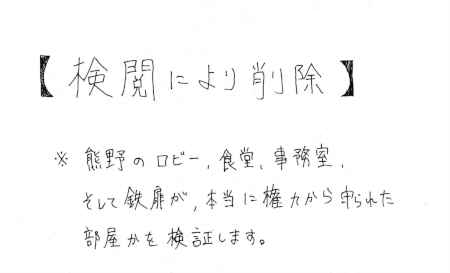 【検閲により削除】
※ 熊野のロビー、食堂、事務室、
そして鉄扉が、本当に権力から守られた
部屋かを検証します。